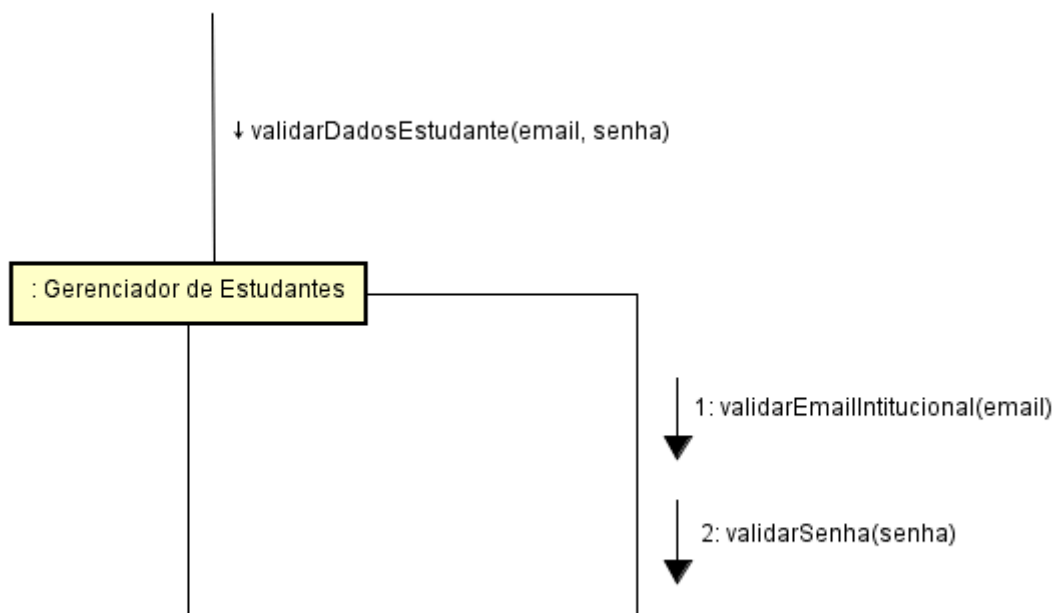 ↓ validarDadosEstudante(email, senha)
: Gerenciador de Estudantes
1: validarEmailIntitucional(email)
2: validarSenha(senha)